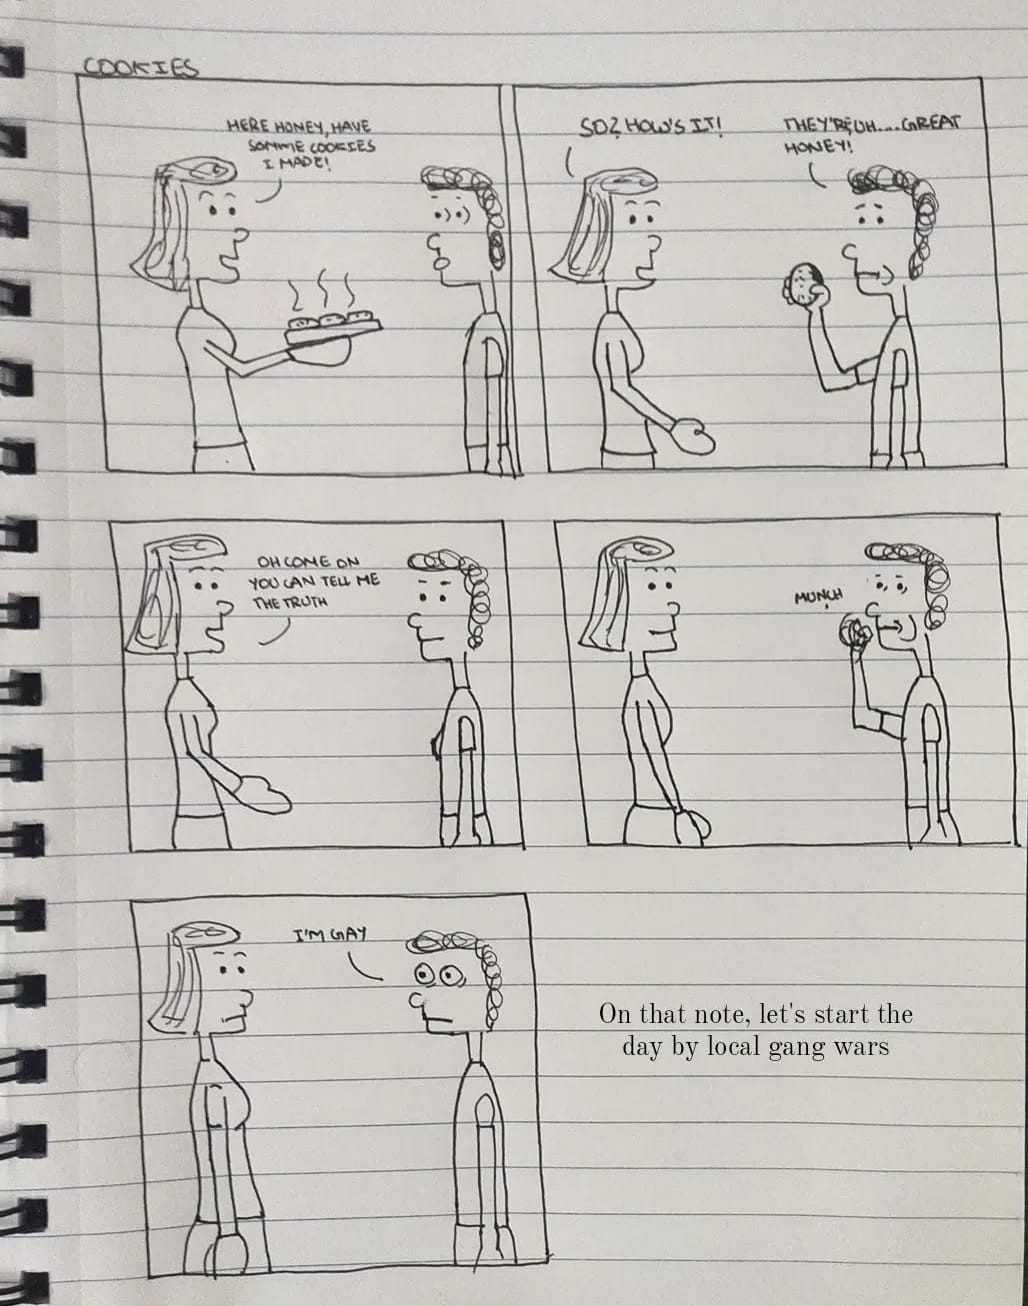 COOKIES
HERE HONEY, HAVE
SOMME COOKIES
I MADE!
SO? HOW'S IT!
THEY'RE,UH....GREAT
HONEY!
OH COME ON
YOU CAN TELL ME
THE TRUTH
MUNCH
I'M GAY
On that note, let's start the
day by local gang wars